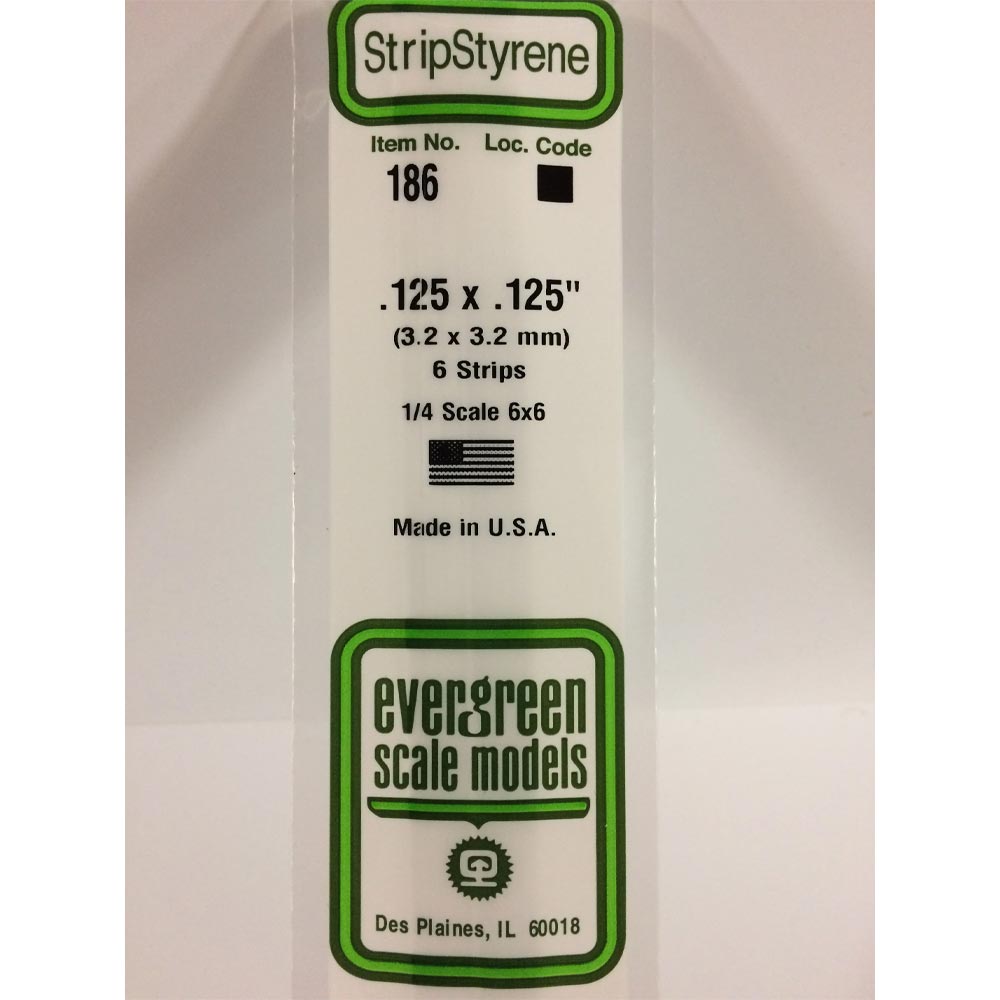 StripStyrene
Item No. Loc. Code
186
.125 x .125"
(3.2 x 3.2 mm)
6 Strips
1/4 Scale 6x6
Made in U.S.A.
evergreen
scale models
Des Plaines, IL 60018